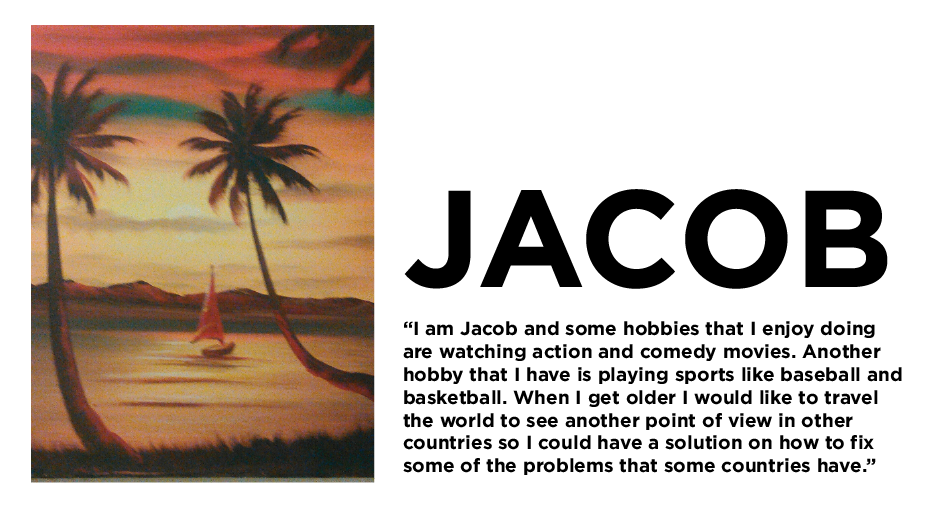 JACOB
“I am Jacob and some hobbies that I enjoy doing
are watching action and comedy movies. Another
hobby that I have is playing sports like baseball and
basketball. When I get older I would like to travel
the world to see another point of view in other
countries so I could have a solution on how to fix
some of the problems that some countries have.”